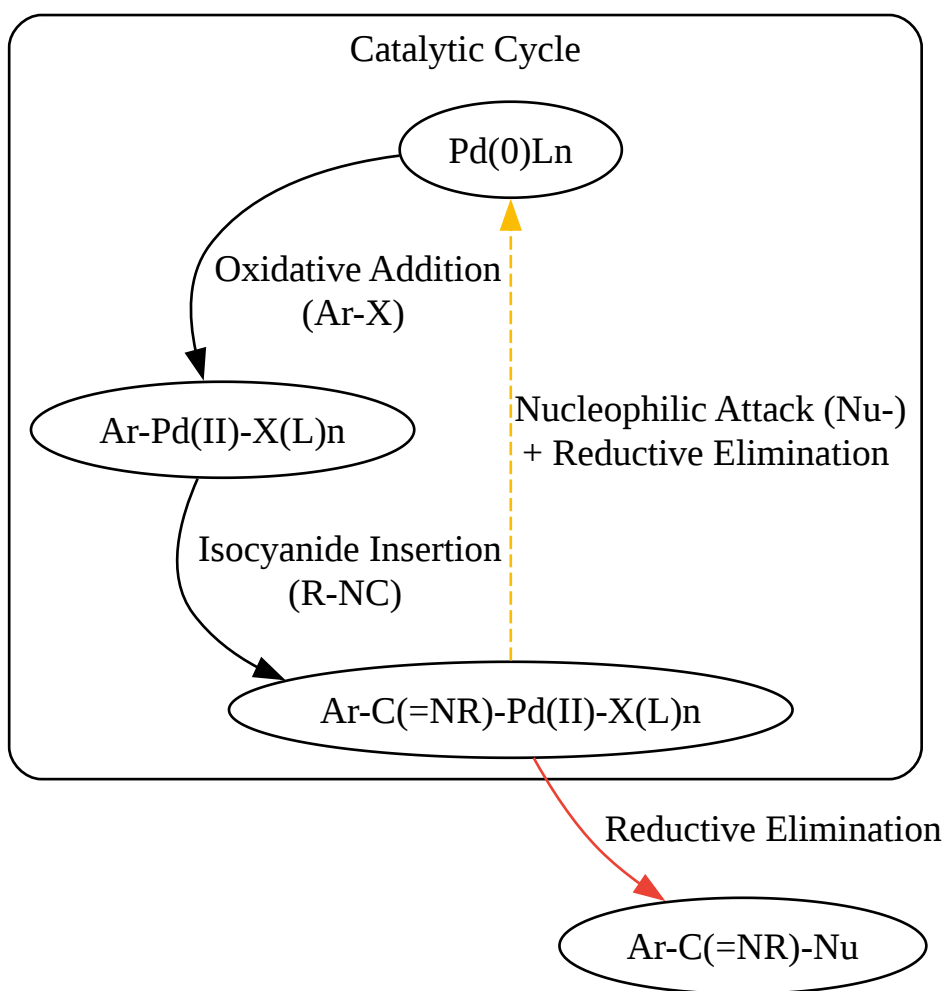 Catalytic Cycle
Pd(0)Ln
Oxidative Addition
(Ar-X)
Ar-Pd(II)-X(L)n
Nucleophilic Attack (Nu-)
+ Reductive Elimination
Isocyanide Insertion
(R-NC)
Ar-C(=NR)-Pd(II)-X(L)n
Reductive Elimination
Ar-C(=NR)-Nu